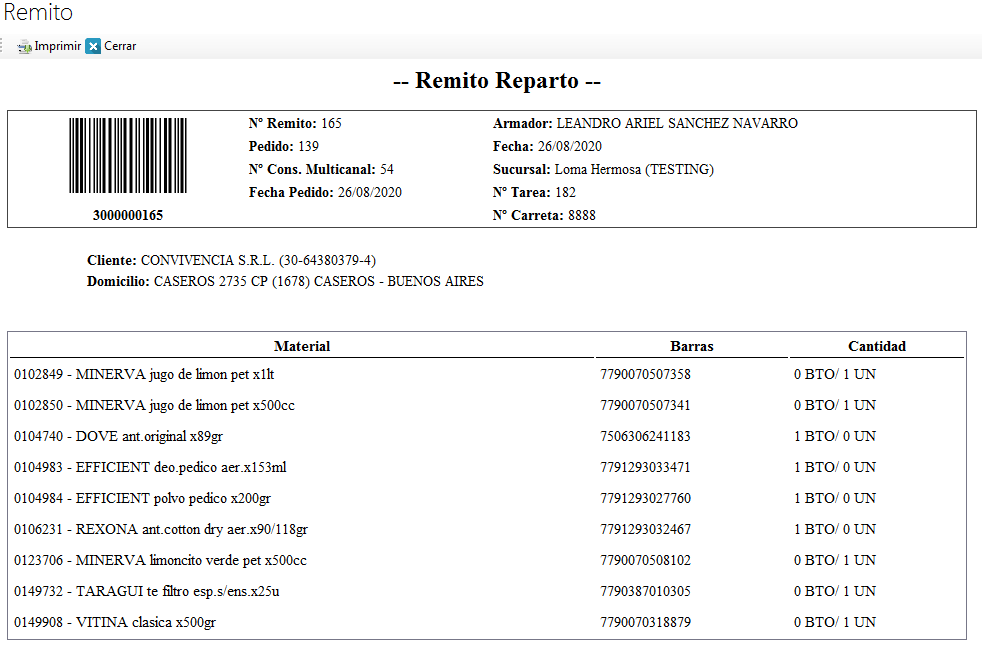 Remito
Imprimir Cerrar
-- Remito Reparto --
3000000165
Nº Remito: 165
Pedido: 139
Nº Cons. Multicanal: 54
Fecha Pedido: 26/08/2020
Armador: LEANDRO ARIEL SANCHEZ NAVARRO
Fecha: 26/08/2020
Sucursal: Loma Hermosa (TESTING)
Nº Tarea: 182
Nº Carreta: 8888
Cliente: CONVIVENCIA S.R.L. (30-64380379-4)
Domicilio: CASEROS 2735 CP (1678) CASEROS - BUENOS AIRES
Material Barras Cantidad
0102849 - MINERVA jugo de limon pet x1lt 7790070507358 0 BTO/ 1 UN
0102850 - MINERVA jugo de limon pet x500cc 7790070507341 0 BTO/ 1 UN
0104740 - DOVE ant.original x89gr 7506306241183 1 BTO/ 0 UN
0104983 - EFFICIENT deo.pedico aer.x153ml 7791293033471 1 BTO/ 0 UN
0104984 - EFFICIENT polvo pedico x200gr 7791293027760 1 BTO/ 0 UN
0106231 - REXONA ant.cotton dry aer.x90/118gr 7791293032467 1 BTO/ 0 UN
0123706 - MINERVA limoncito verde pet x500cc 7790070508102 0 BTO/ 1 UN
0149732 - TARAGUI te filtro esp.s/ens.x25u 7790387010305 0 BTO/ 1 UN
0149908 - VITINA clasica x500gr 7790070318879 0 BTO/ 1 UN